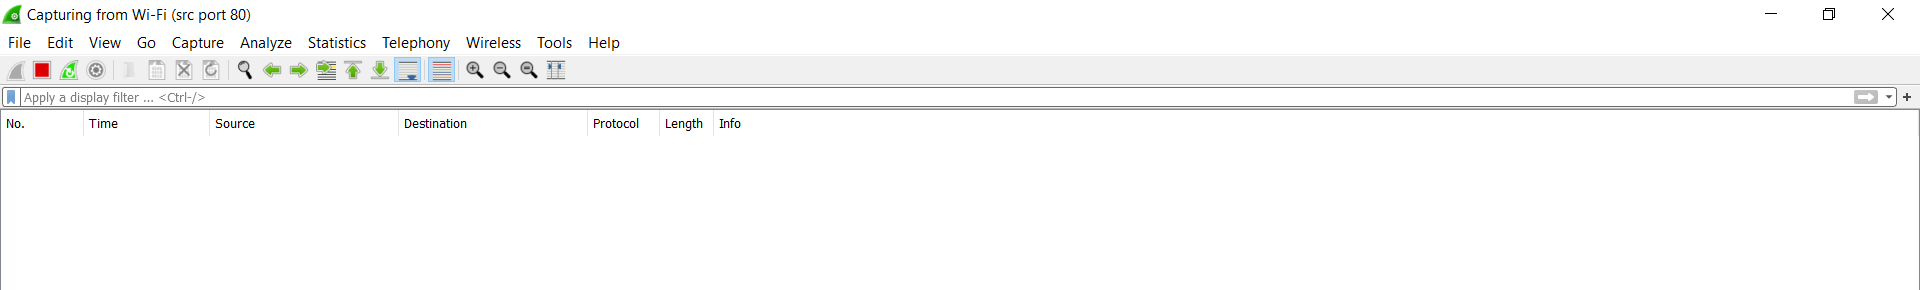 Capturing from Wi-Fi (src port 80)
File Edit View Go Capture Analyze Statistics Telephony Wireless Tools Help
Apply a display filter ... <Ctrl-/>
No. Time Source Destination Protocol Length Info